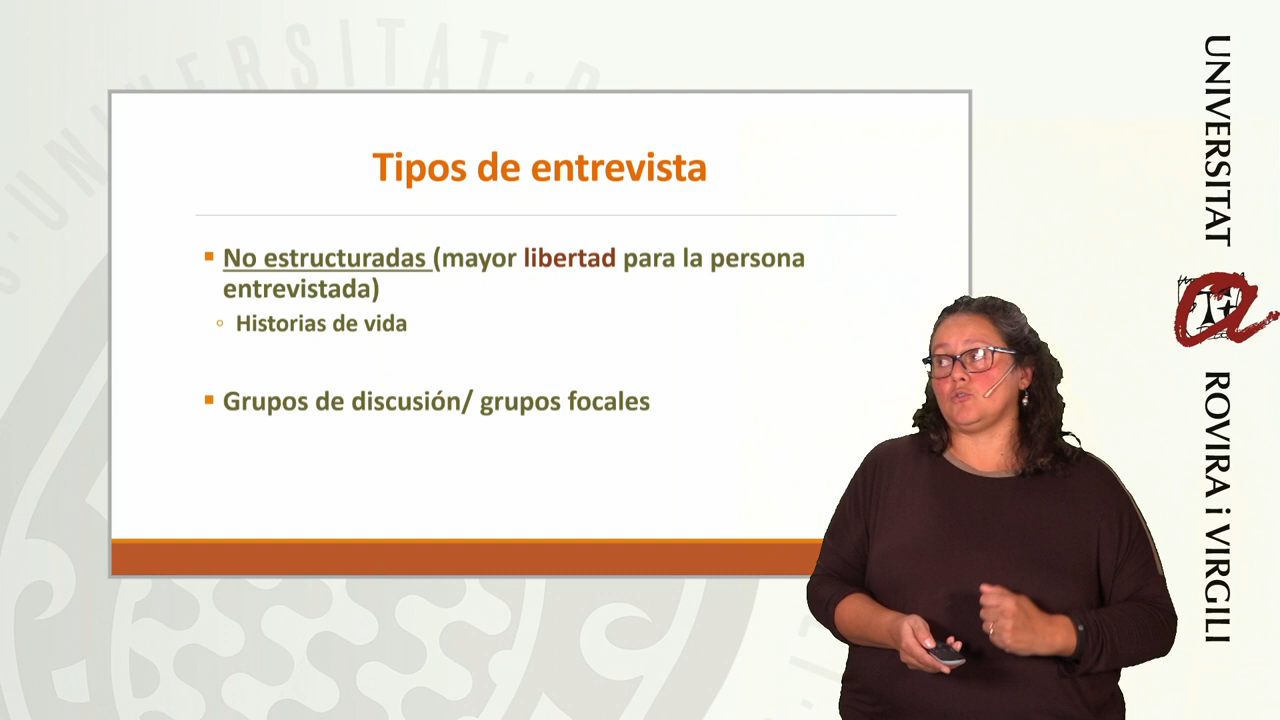 Tipos de entrevista
No estructuradas (mayor libertad para la persona
entrevistada)
Historias de vida
Grupos de discusión/ grupos focales
UNIVERSITAT
ROVIRA i VIRGILI